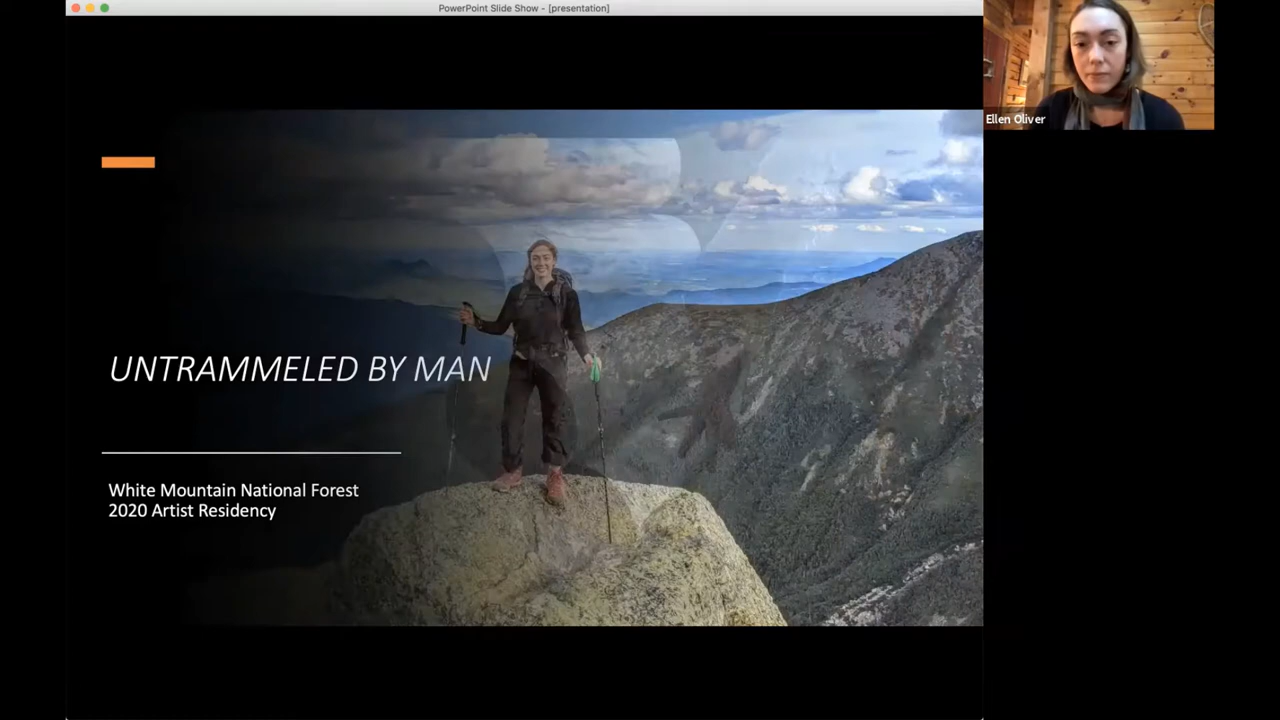 PowerPoint Slide Show - [presentation]
Ellen Oliver
UNTRAMMELED BY MAN
White Mountain National Forest
2020 Artist Residency